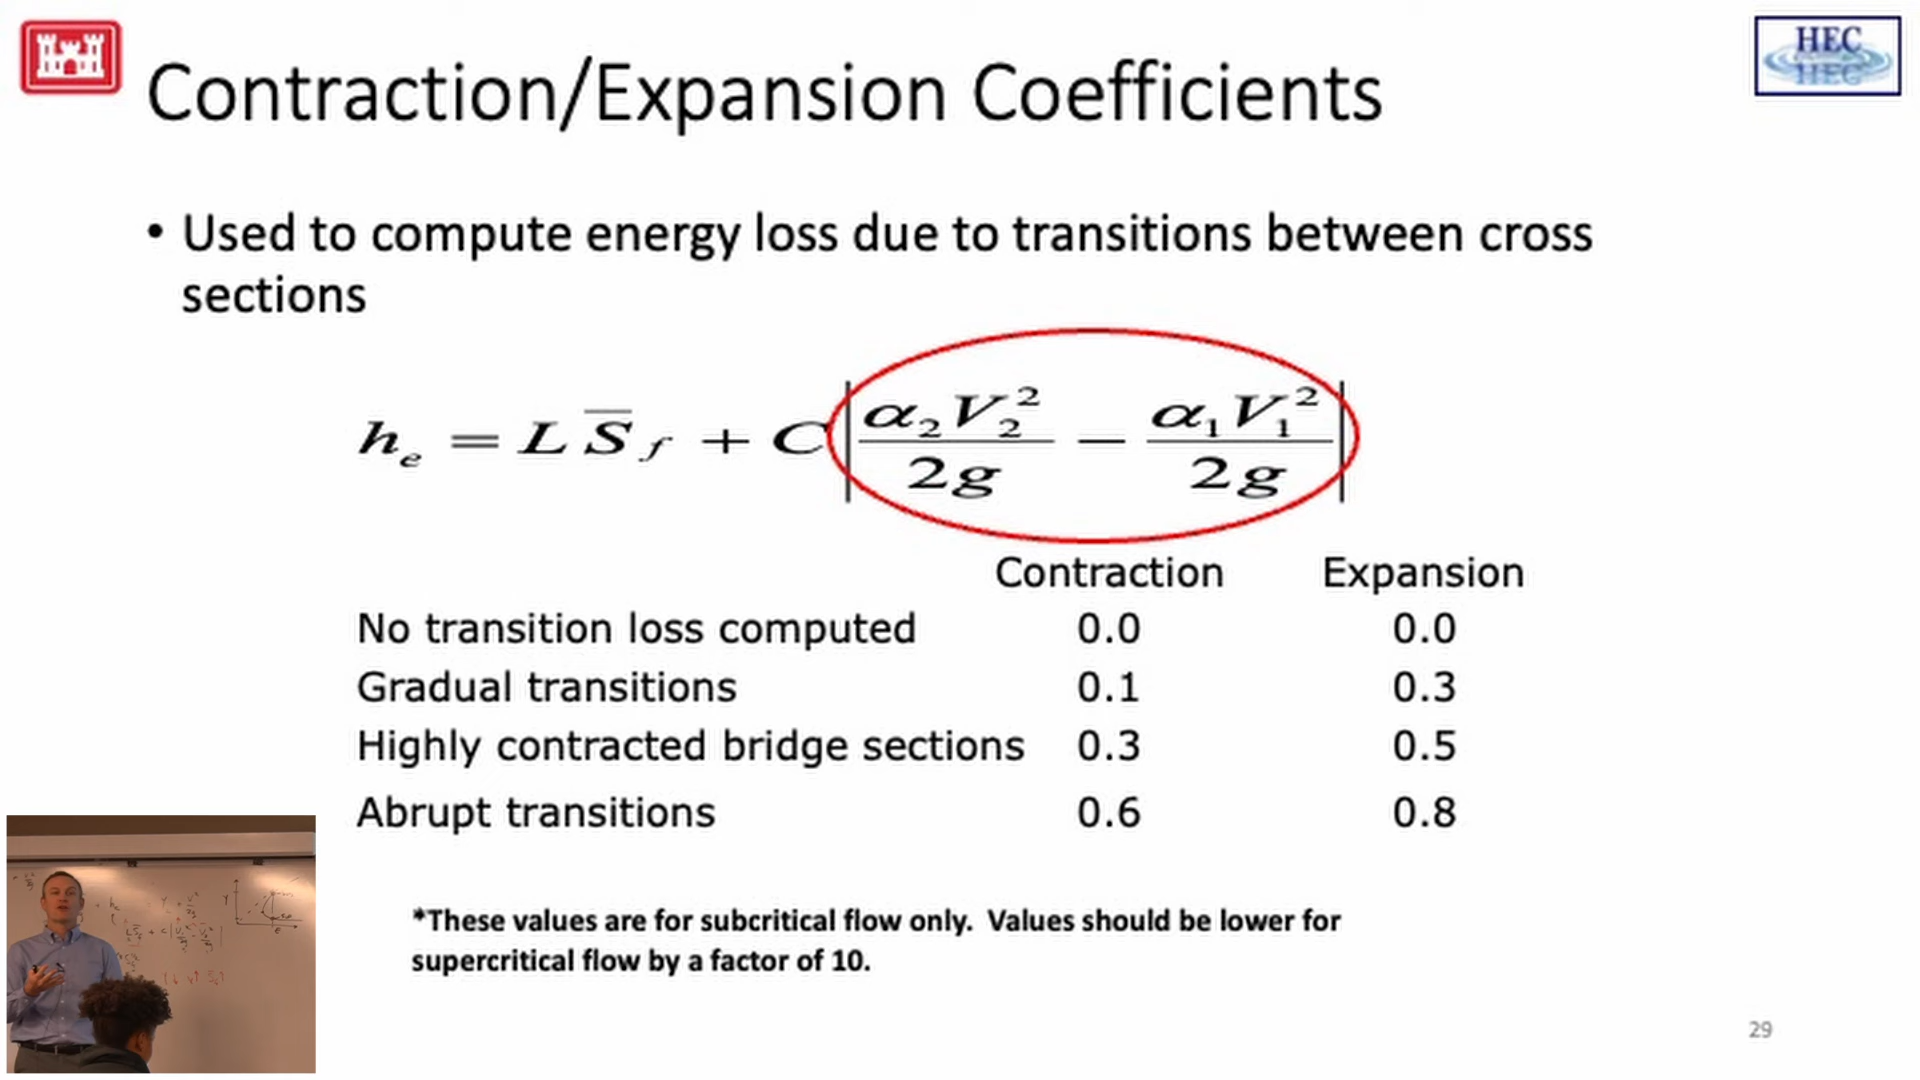 HEC
Contraction/Expansion Coefficients
• Used to compute energy loss due to transitions between cross
sections
h_e = L S̅_f + C | α₂V₂²/2g − α₁V₁²/2g |
Contraction Expansion
No transition loss computed 0.0 0.0
Gradual transitions 0.1 0.3
Highly contracted bridge sections 0.3 0.5
Abrupt transitions 0.6 0.8
*These values are for subcritical flow only. Values should be lower for
supercritical flow by a factor of 10.
29